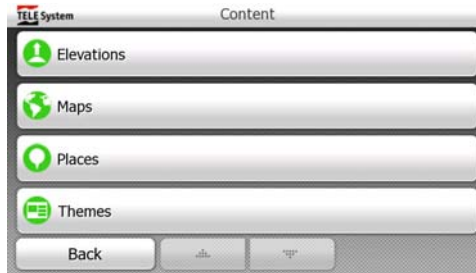 TELE System
Content
Elevations
Maps
Places
Themes
Back